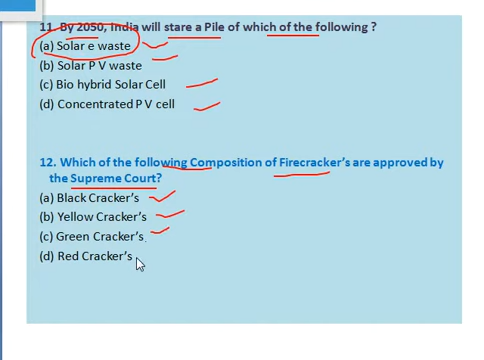 11. By 2050, India will stare a Pile of which of the following ?
(a) Solar e waste
(b) Solar P V waste
(c) Bio hybrid Solar Cell
(d) Concentrated P V cell
12. Which of the following Composition of Firecracker's are approved by
the Supreme Court?
(a) Black Cracker's
(b) Yellow Cracker's
(c) Green Cracker's
(d) Red Cracker's